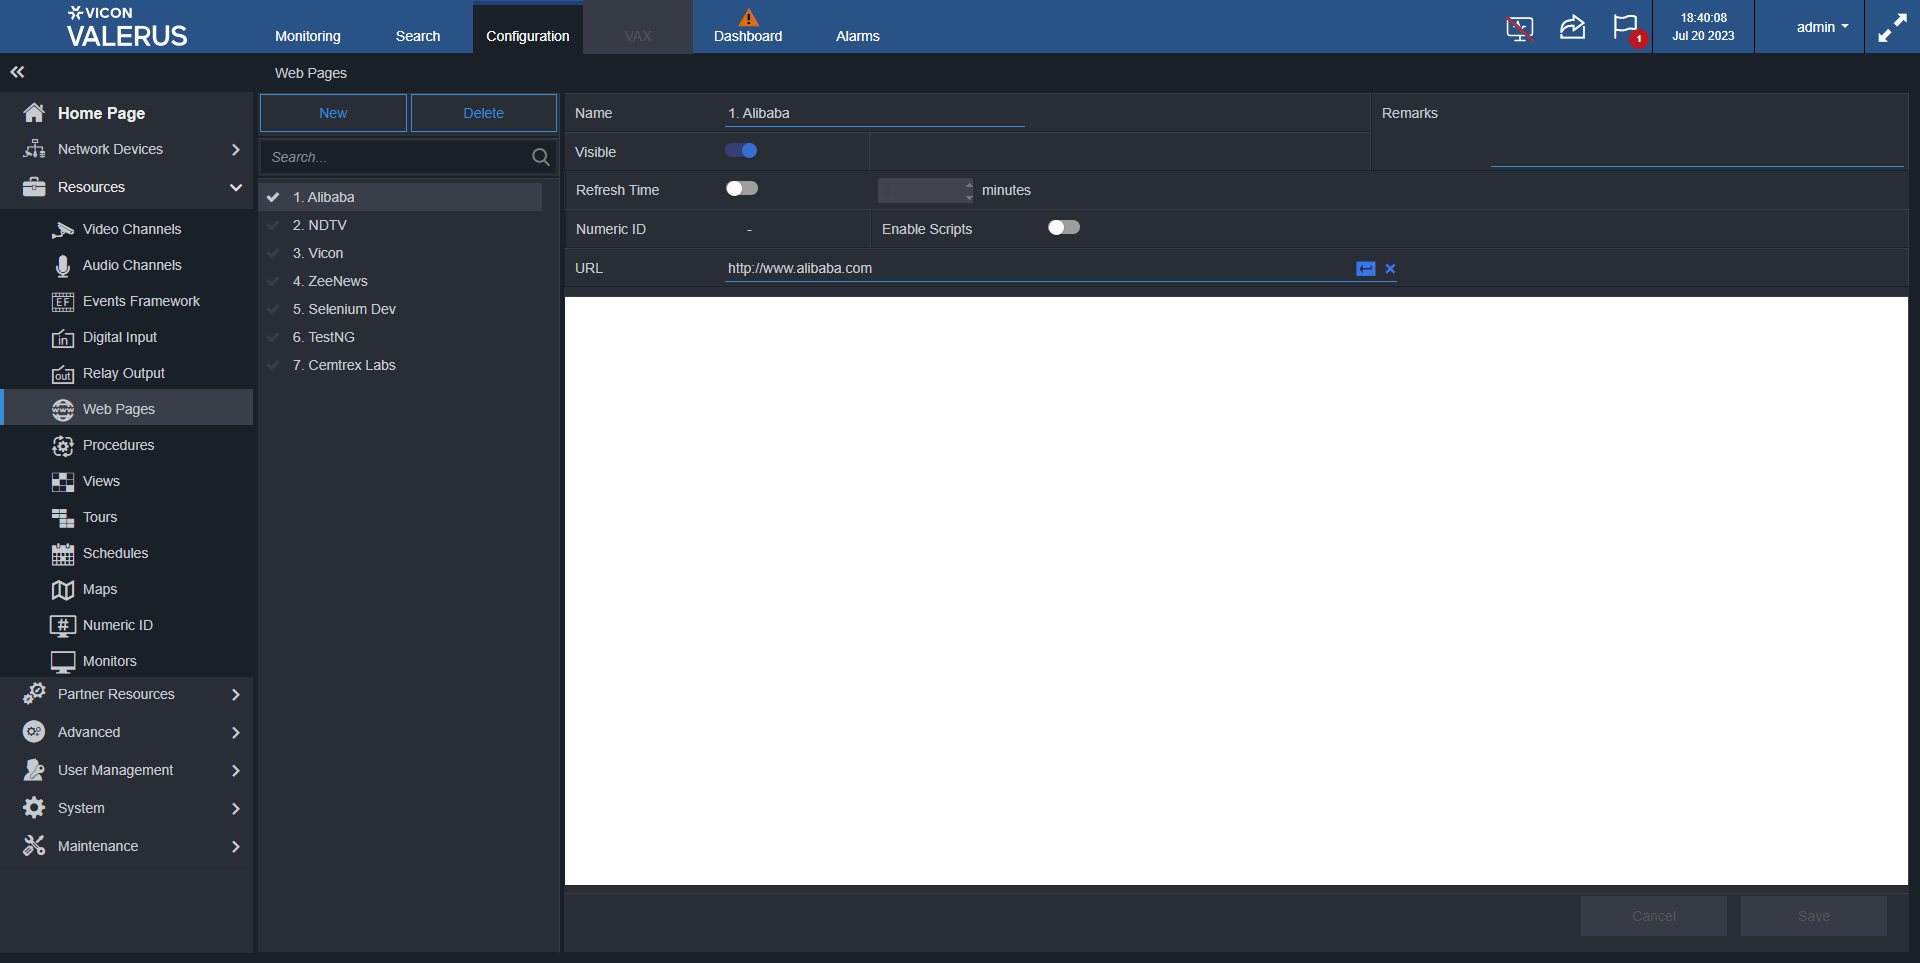 VICON
VALERUS
Monitoring
Search
Configuration
VAX
Dashboard
Alarms
1
18:40:08
Jul 20 2023
admin
Web Pages
Home Page
Network Devices
Resources
Video Channels
Audio Channels
EF
Events Framework
in
Digital Input
out
Relay Output
www
Web Pages
Procedures
Views
Tours
Schedules
Maps
#
Numeric ID
Monitors
Partner Resources
Advanced
User Management
System
Maintenance
New
Delete
Search...
1. Alibaba
2. NDTV
3. Vicon
4. ZeeNews
5. Selenium Dev
6. TestNG
7. Cemtrex Labs
Name
1. Alibaba
Remarks
Visible
Refresh Time
minutes
Numeric ID
-
Enable Scripts
URL
http://www.alibaba.com
Cancel
Save